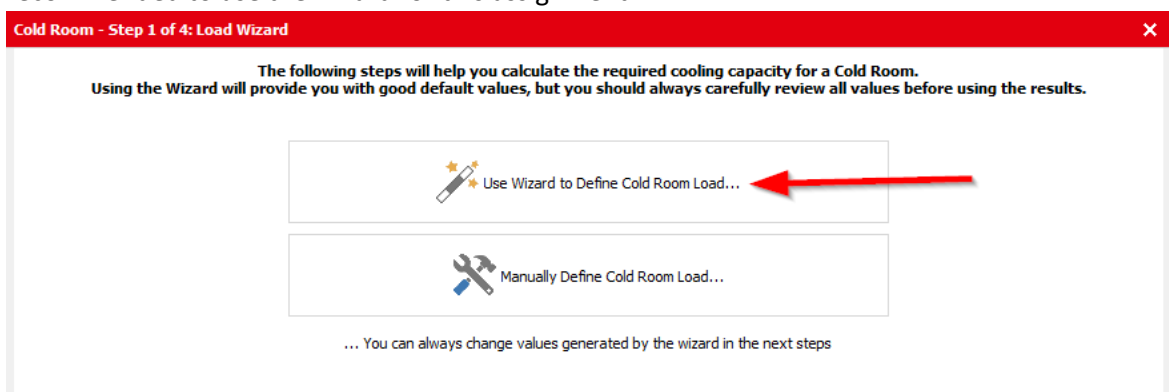 Cold Room - Step 1 of 4: Load Wizard
The following steps will help you calculate the required cooling capacity for a Cold Room.
Using the Wizard will provide you with good default values, but you should always carefully review all values before using the results.
Use Wizard to Define Cold Room Load...
Manually Define Cold Room Load...
... You can always change values generated by the wizard in the next steps